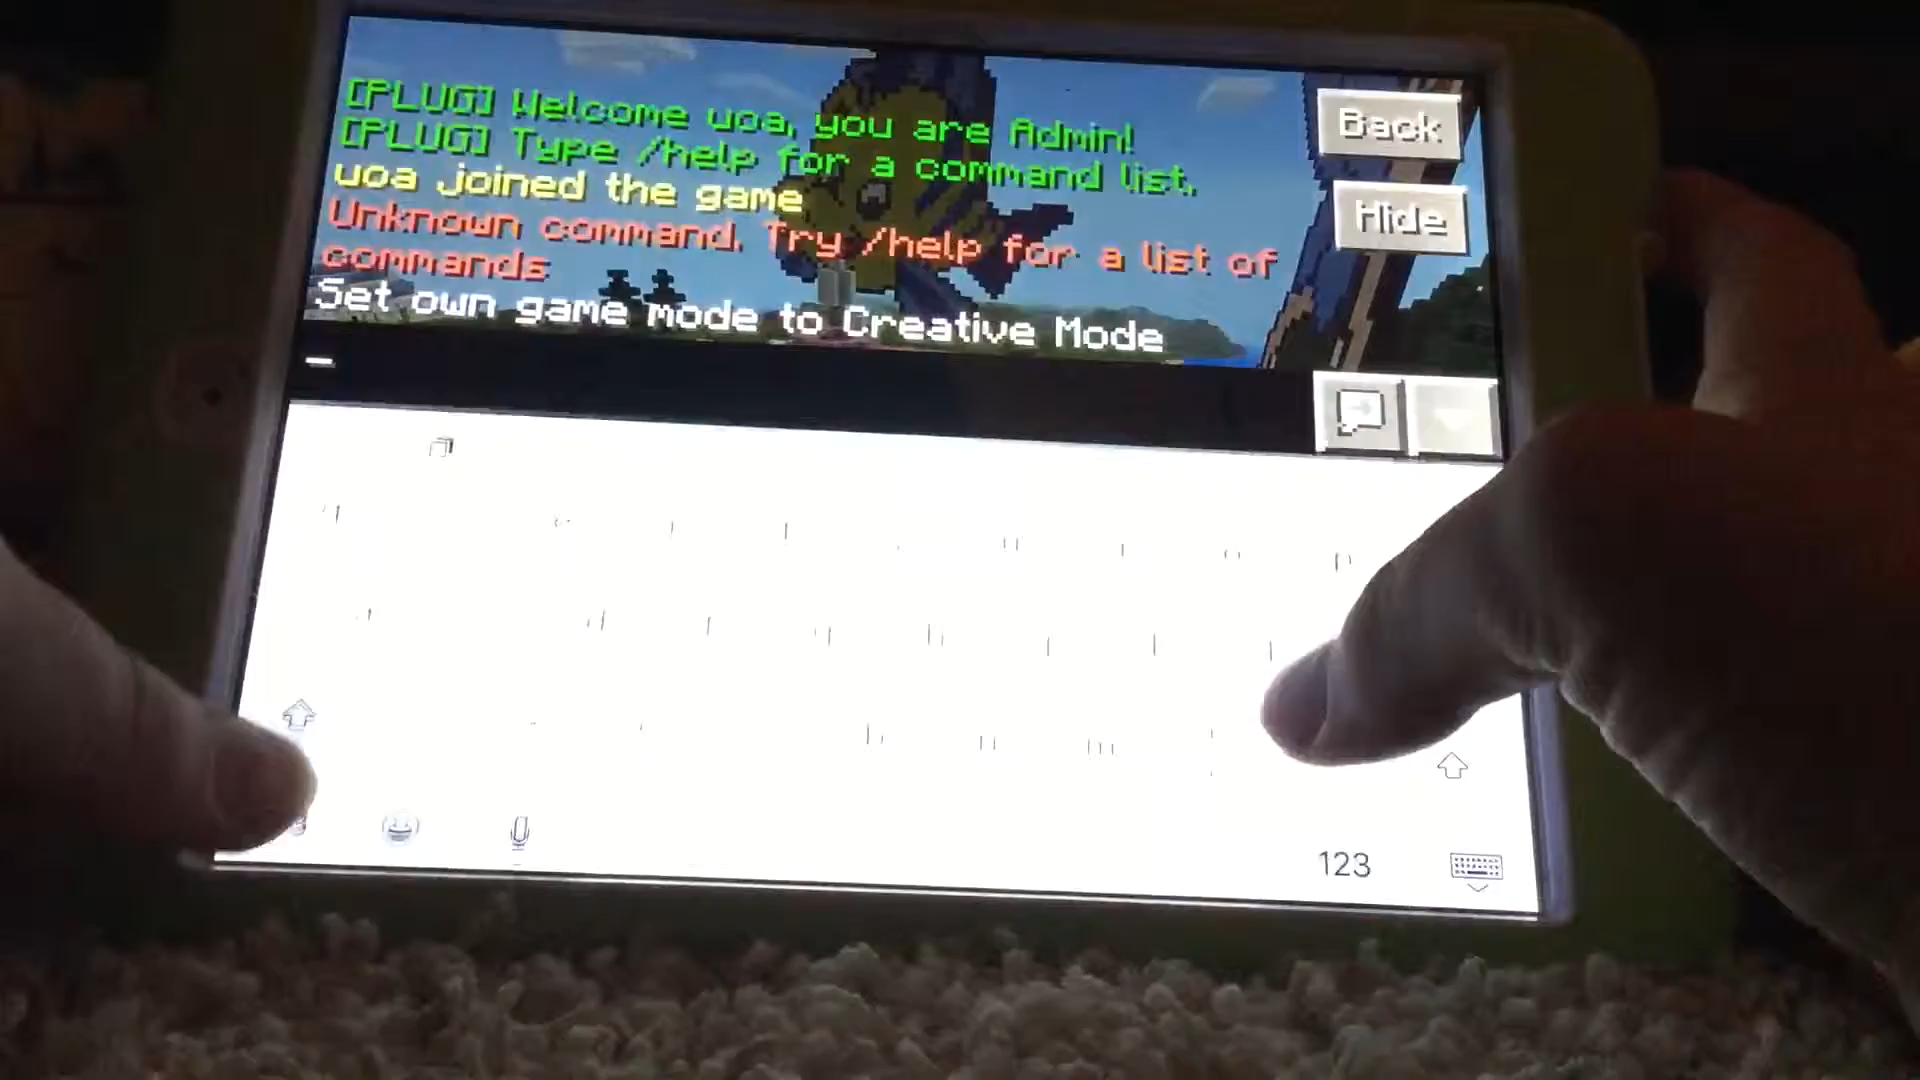 [PLUG] Welcome uoa, you are Admin!
[PLUG] Type /help for a command list.
uoa joined the game
Unknown command. Try /help for a list of
commands
Set own game mode to Creative Mode
Back
Hide
_
u o p
d h
b n m
123